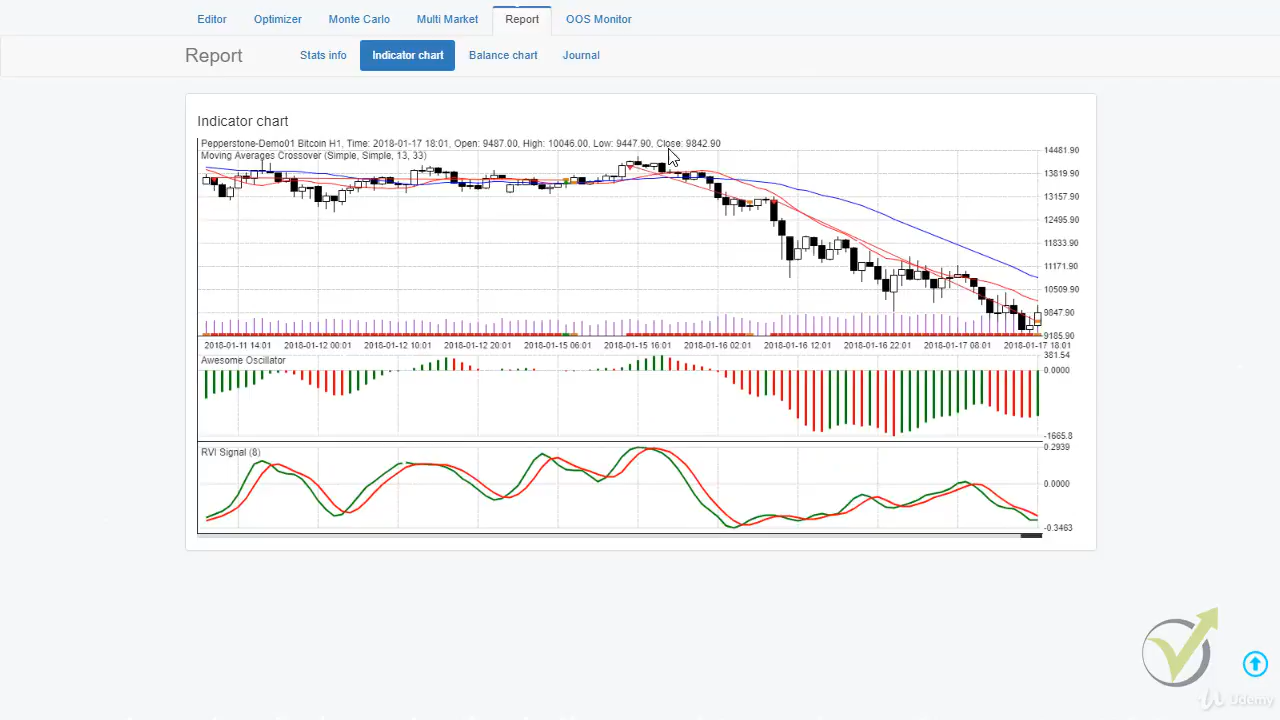 Editor Optimizer Monte Carlo Multi Market Report OOS Monitor
Report Stats info Indicator chart Balance chart Journal
Indicator chart
Pepperstone-Demo01 Bitcoin H1, Time: 2018-01-17 18:01, Open: 9487.00, High: 10046.00, Low: 9447.90, Close: 9842.90
Moving Averages Crossover (Simple, Simple, 13, 33)
14481.90
13819.90
13157.90
12495.90
11833.90
11171.90
10509.90
9847.90
9185.90
2018-01-11 14:01 2018-01-12 00:01 2018-01-12 10:01 2018-01-12 20:01 2018-01-15 06:01 2018-01-15 16:01 2018-01-16 02:01 2018-01-16 12:01 2018-01-16 22:01 2018-01-17 08:01 2018-01-17 18:01
Awesome Oscillator
381.54
0.0000
-1665.8
RVI Signal (8)
0.2939
0.0000
-0.3463
Udemy